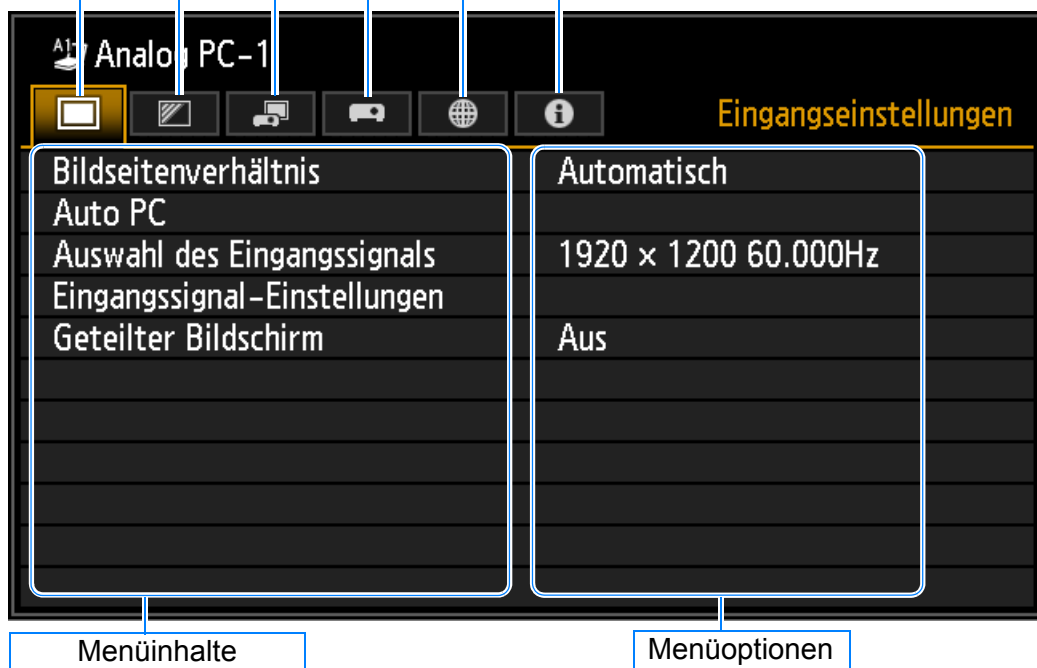 A1 Analog PC-1
Eingangseinstellungen
Bildseitenverhältnis Automatisch
Auto PC
Auswahl des Eingangssignals 1920 × 1200 60.000Hz
Eingangssignal-Einstellungen
Geteilter Bildschirm Aus
Menüinhalte Menüoptionen